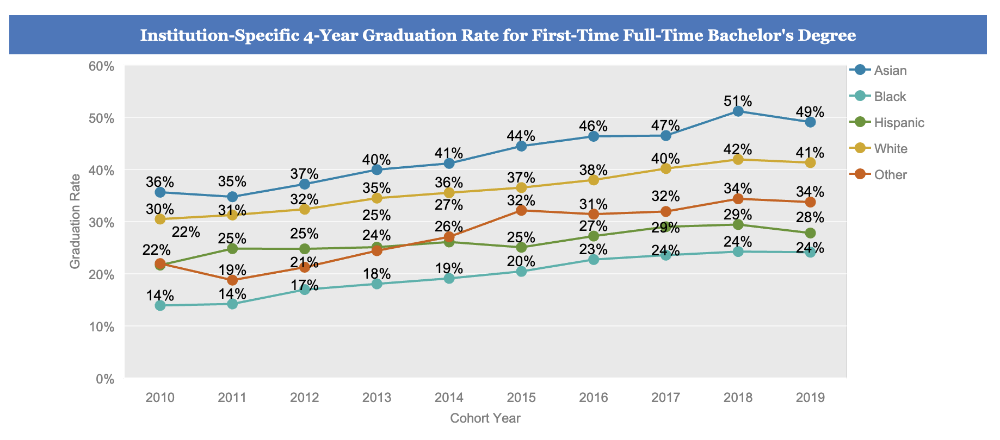 Institution-Specific 4-Year Graduation Rate for First-Time Full-Time Bachelor's Degree
60%
50%
40%
30%
20%
10%
0%
Graduation Rate
36% 35% 37% 40% 41% 44% 46% 47% 51% 49%
30% 31% 32% 35% 36% 37% 38% 40% 42% 41%
22% 19% 21% 24% 27% 32% 31% 32% 34% 34%
22% 25% 25% 25% 26% 25% 27% 29% 29% 28%
14% 14% 17% 18% 19% 20% 23% 24% 24% 24%
2010 2011 2012 2013 2014 2015 2016 2017 2018 2019
Cohort Year
Asian
Black
Hispanic
White
Other